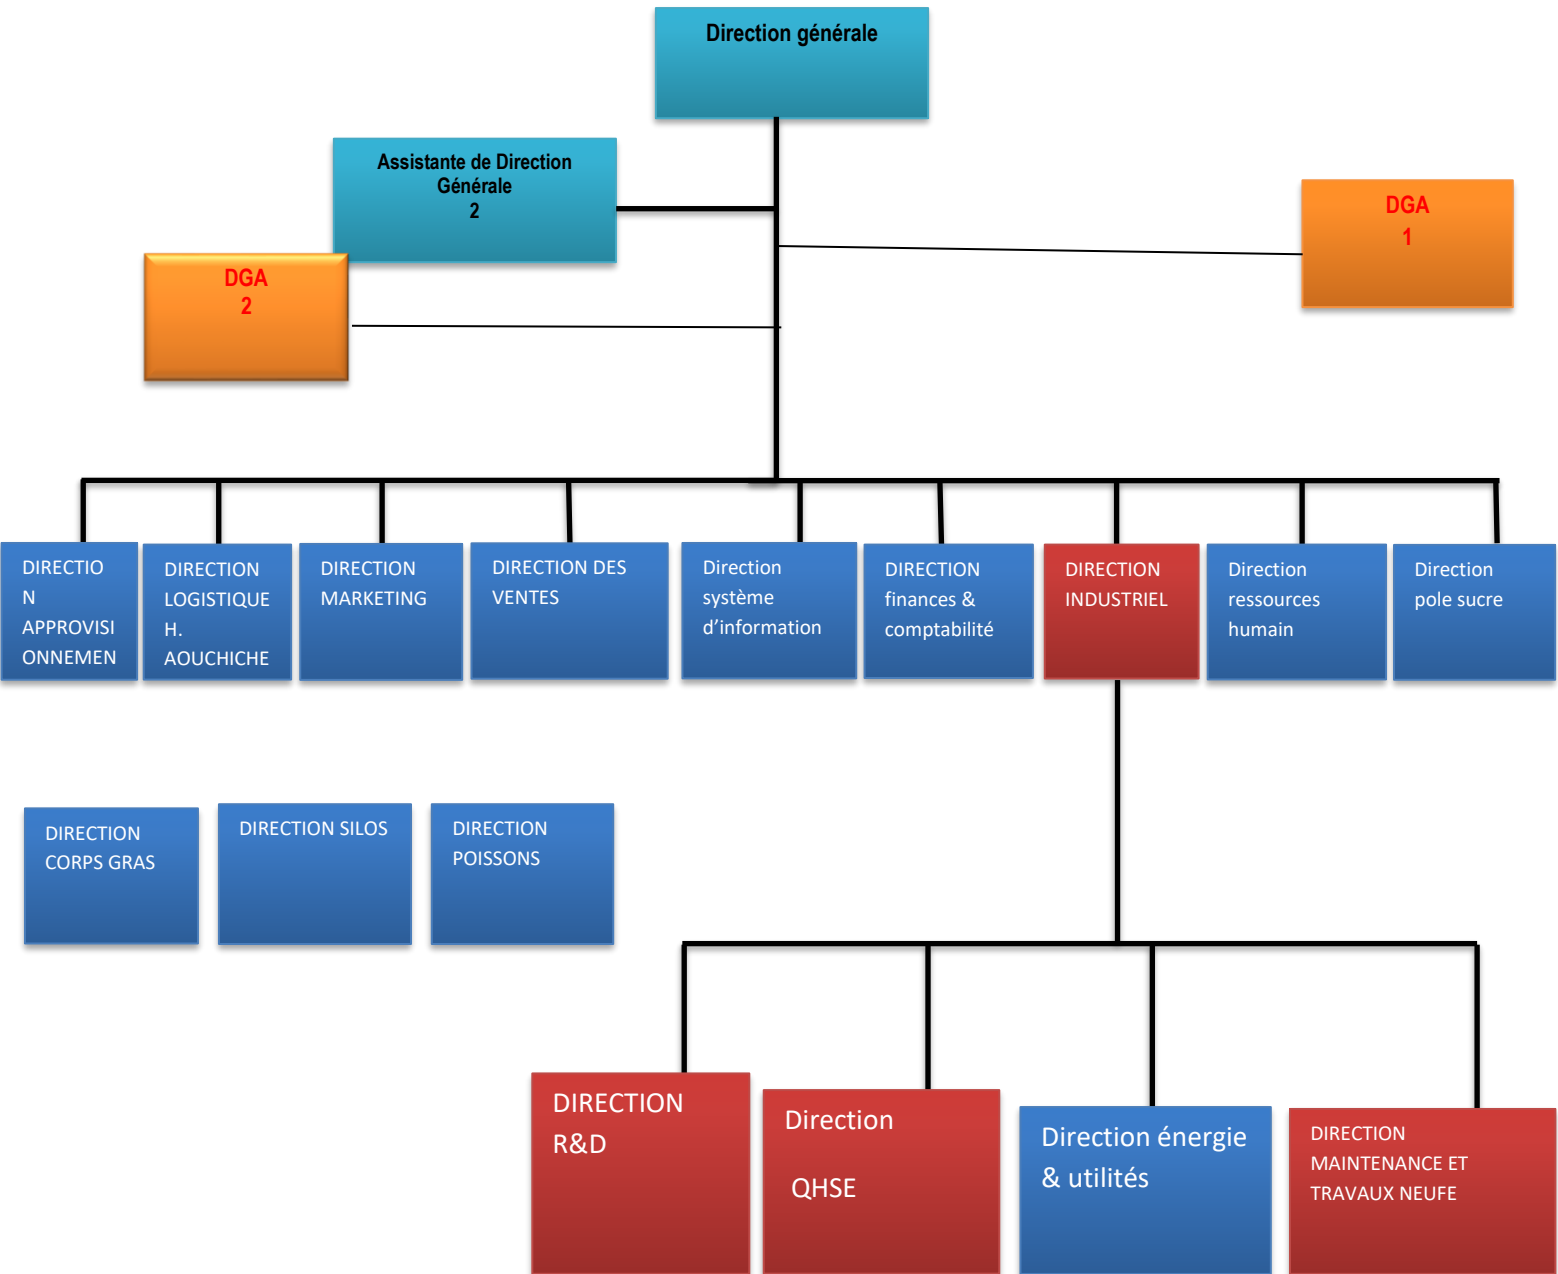 Direction générale
Assistante de Direction
Générale
2
DGA
1
DGA
2
DIRECTIO
N
APPROVISI
ONNEMEN
DIRECTION
LOGISTIQUE
H.
AOUCHICHE
DIRECTION
MARKETING
DIRECTION DES
VENTES
Direction
système
d’information
DIRECTION
finances &
comptabilité
DIRECTION
INDUSTRIEL
Direction
ressources
humain
Direction
pole sucre
DIRECTION
CORPS GRAS
DIRECTION SILOS
DIRECTION
POISSONS
DIRECTION
R&D
Direction
QHSE
Direction énergie
& utilités
DIRECTION
MAINTENANCE ET
TRAVAUX NEUFE